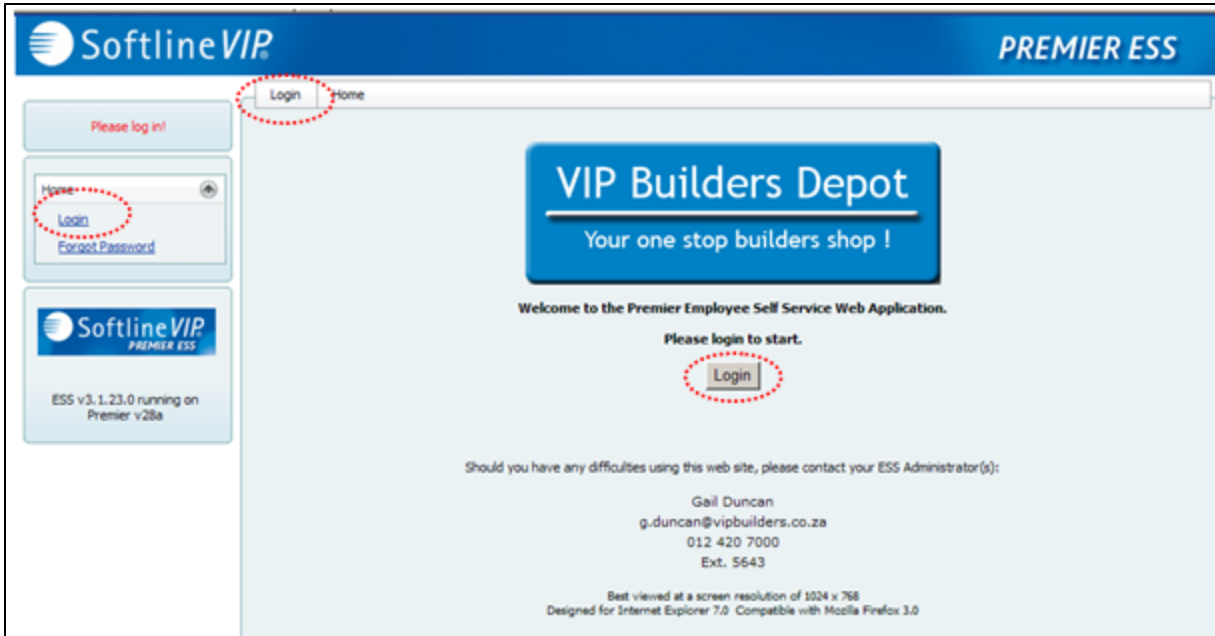 Softline VIP
PREMIER ESS
Login Home
Please log in!
Home
Login
Forgot Password
Softline VIP
PREMIER ESS
ESS v3.1.23.0 running on
Premier v28a
VIP Builders Depot
Your one stop builders shop !
Welcome to the Premier Employee Self Service Web Application.
Please login to start.
Login
Should you have any difficulties using this web site, please contact your ESS Administrator(s):
Gail Duncan
g.duncan@vipbuilders.co.za
012 420 7000
Ext. 5643
Best viewed at a screen resolution of 1024 x 768
Designed for Internet Explorer 7.0 Compatible with Mozilla Firefox 3.0